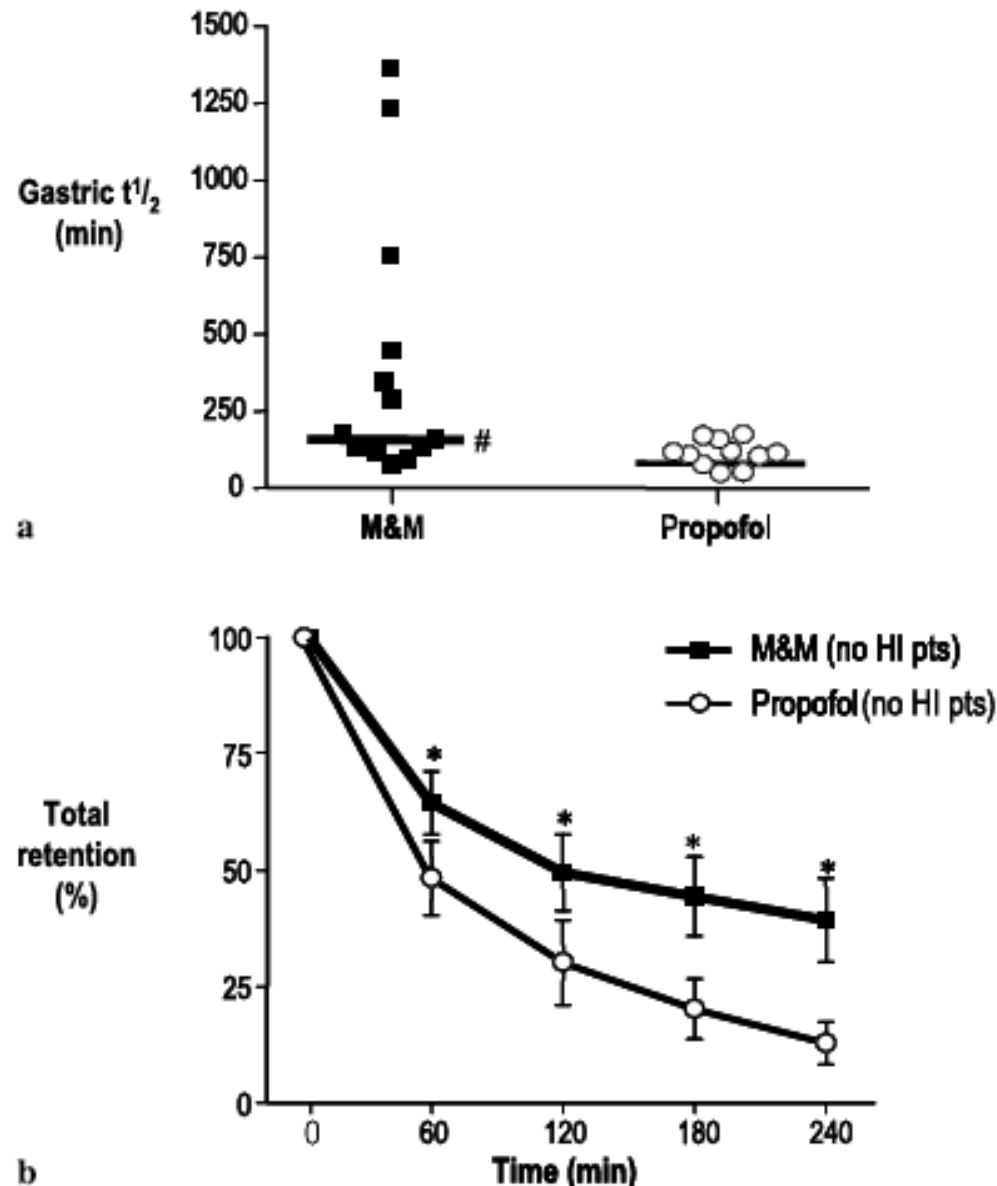 1500
1250
1000
Gastric t1/2
(min)
750
500
250
#
0
M&M
Propofol
a
100
M&M (no HI pts)
Propofol (no HI pts)
75
*
*
*
*
Total
retention
(%)
50
25
0
0
60
120
180
240
Time (min)
b